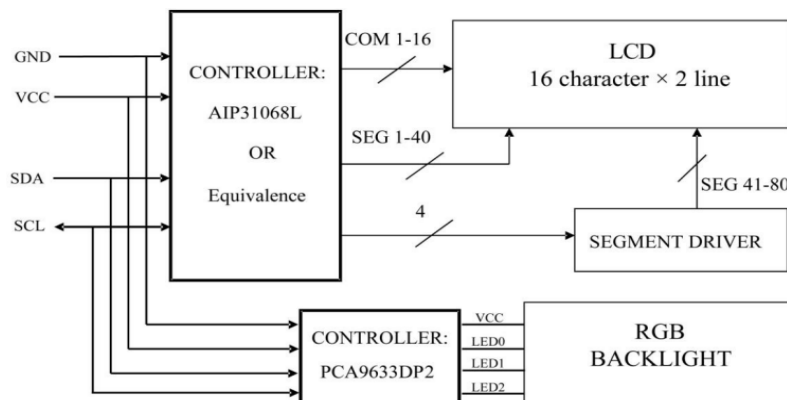 GND
VCC
SDA
SCL
CONTROLLER:
AIP31068L
OR
Equivalence
COM 1-16
SEG 1-40
4
LCD
16 character × 2 line
SEG 41-80
SEGMENT DRIVER
CONTROLLER:
PCA9633DP2
VCC
LED0
LED1
LED2
RGB
BACKLIGHT